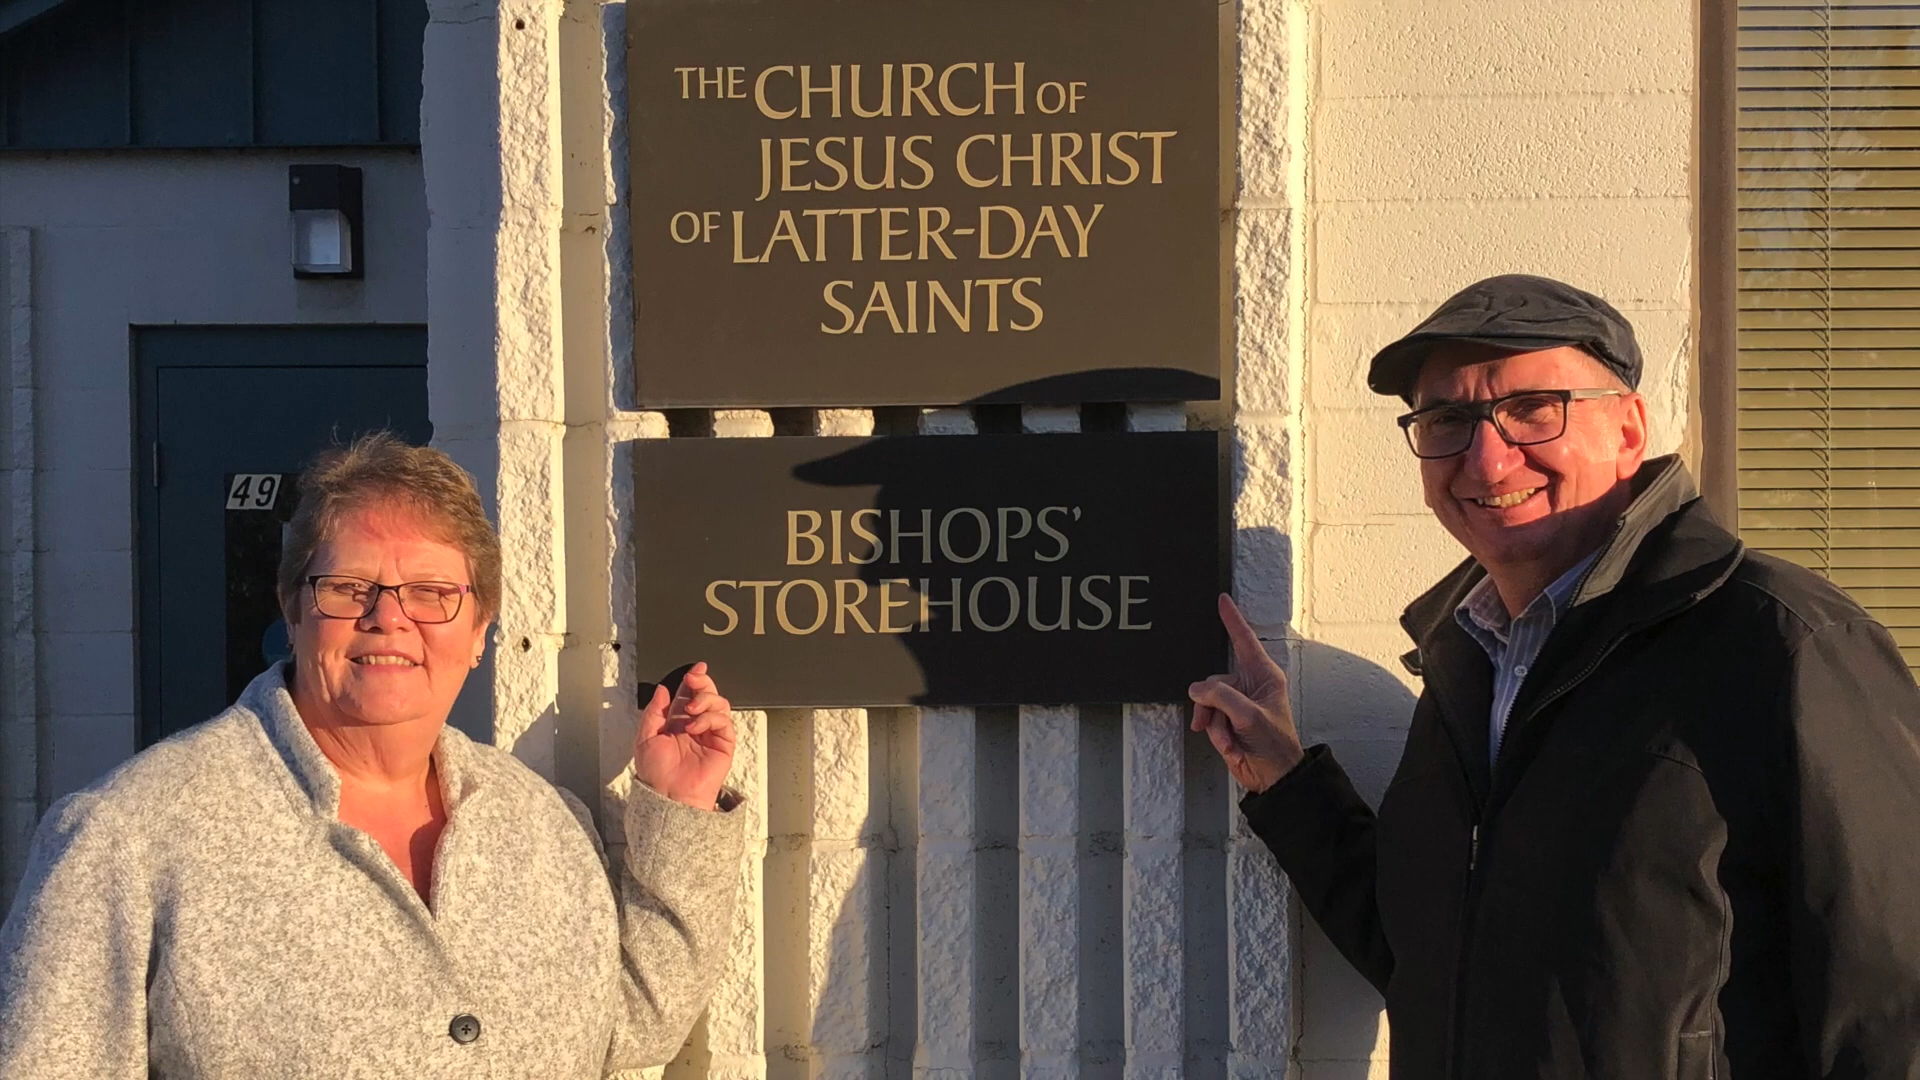 THE CHURCH OF
JESUS CHRIST
OF LATTER-DAY
SAINTS
BISHOPS'
STOREHOUSE
49